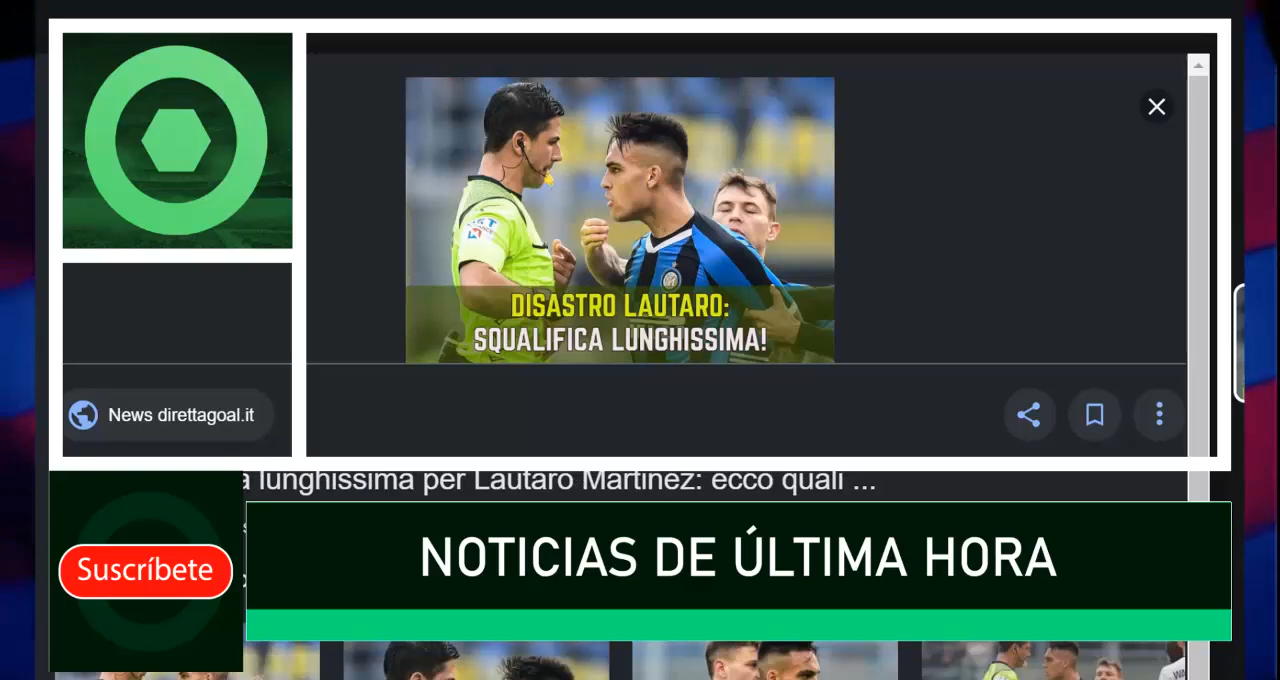 DISASTRO LAUTARO:
SQUALIFICA LUNGHISSIMA!
News direttagoal.it
lunghissima per Lautaro Martinez: ecco quali ...
Suscríbete
NOTICIAS DE ÚLTIMA HORA